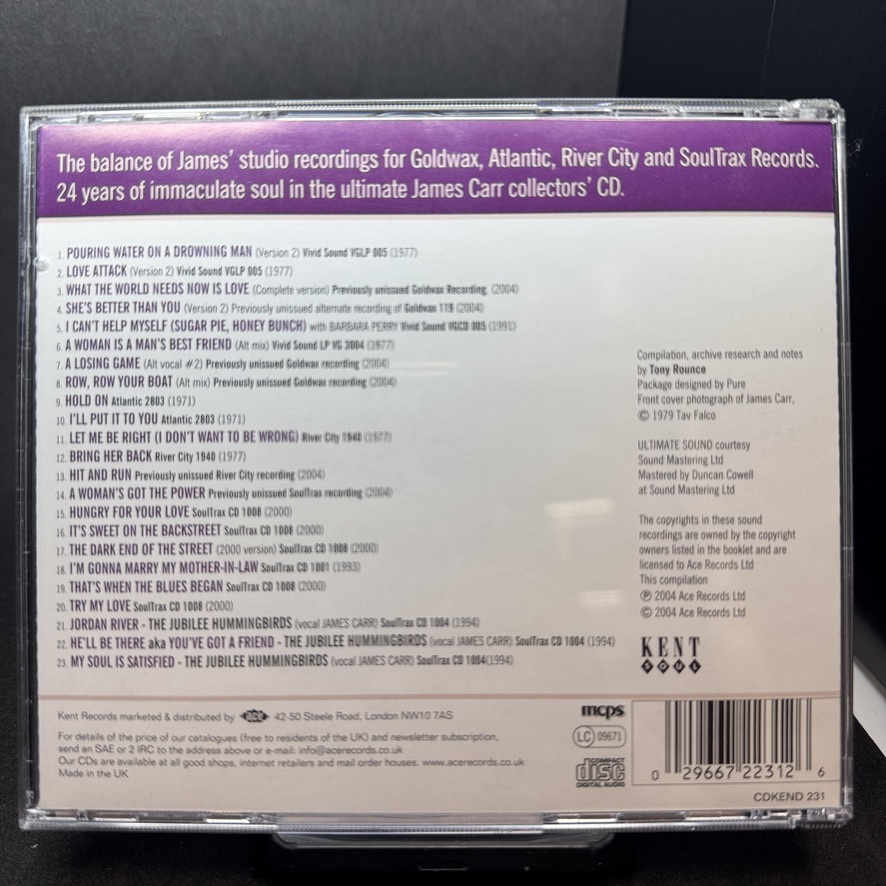 The balance of James' studio recordings for Goldwax, Atlantic, River City and SoulTrax Records.
24 years of immaculate soul in the ultimate James Carr collectors' CD.
1. POURING WATER ON A DROWNING MAN (Version 2) Vivid Sound VGLP 005 (1977)
2. LOVE ATTACK (Version 2) Vivid Sound VGLP 005 (1977)
3. WHAT THE WORLD NEEDS NOW IS LOVE (Complete version) Previously unissued Goldwax Recording. (2004)
4. SHE'S BETTER THAN YOU (Version 2) Previously unissued alternate recording of Goldwax 119 (2004)
5. I CAN'T HELP MYSELF (SUGAR PIE, HONEY BUNCH) with BARBARA PERRY Vivid Sound VGCD 005 (1991)
6. A WOMAN IS A MAN'S BEST FRIEND (Alt mix) Vivid Sound LP VG 3004 (1977)
7. A LOSING GAME (Alt vocal #2) Previously unissued Goldwax recording (2004)
8. ROW, ROW YOUR BOAT (Alt mix) Previously unissued Goldwax recording (2004)
9. HOLD ON Atlantic 2803 (1971)
10. I'LL PUT IT TO YOU Atlantic 2803 (1971)
11. LET ME BE RIGHT (I DON'T WANT TO BE WRONG) River City 1940 (1977)
12. BRING HER BACK River City 1940 (1977)
13. HIT AND RUN Previously unissued River City recording (2004)
14. A WOMAN'S GOT THE POWER Previously unissued SoulTrax recording (2004)
15. HUNGRY FOR YOUR LOVE SoulTrax CD 1008 (2000)
16. IT'S SWEET ON THE BACKSTREET SoulTrax CD 1008 (2000)
17. THE DARK END OF THE STREET (2000 version) SoulTrax CD 1008 (2000)
18. I'M GONNA MARRY MY MOTHER-IN-LAW SoulTrax CD 1001 (1993)
19. THAT'S WHEN THE BLUES BEGAN SoulTrax CD 1008 (2000)
20. TRY MY LOVE SoulTrax CD 1008 (2000)
21. JORDAN RIVER - THE JUBILEE HUMMINGBIRDS (vocal JAMES CARR) SoulTrax CD 1004 (1994)
22. HE'LL BE THERE aka YOU'VE GOT A FRIEND - THE JUBILEE HUMMINGBIRDS (vocal JAMES CARR) SoulTrax CD 1004 (1994)
23. MY SOUL IS SATISFIED - THE JUBILEE HUMMINGBIRDS (vocal JAMES CARR) SoulTrax CD 1004(1994)
Compilation, archive research and notes
by Tony Rounce
Package designed by Pure
Front cover photograph of James Carr,
© 1979 Tav Falco
ULTIMATE SOUND courtesy
Sound Mastering Ltd
Mastered by Duncan Cowell
at Sound Mastering Ltd
The copyrights in these sound
recordings are owned by the copyright
owners listed in the booklet and are
licensed to Ace Records Ltd
This compilation
℗ 2004 Ace Records Ltd
© 2004 Ace Records Ltd
KENT
SOUL
Kent Records marketed & distributed by ACE 42-50 Steele Road, London NW10 7AS
For details of the price of our catalogues (free to residents of the UK) and newsletter subscription,
send an SAE or 2 IRC to the address above or e-mail: info@acerecords.co.uk
Our CDs are available at all good shops, internet retailers and mail order houses. www.acerecords.co.uk
Made in the UK
mcps
LC 09671
COMPACT
disc
DIGITAL AUDIO
0 29667 22312 6
CDKEND 231